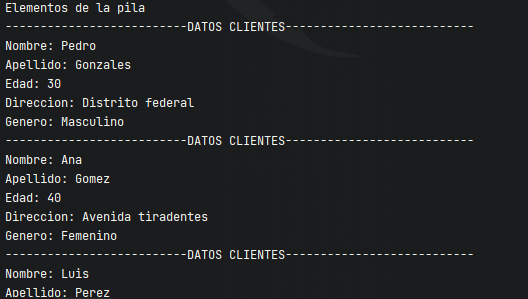 Elementos de la pila
--------------------------DATOS CLIENTES---------------------------
Nombre: Pedro
Apellido: Gonzales
Edad: 30
Direccion: Distrito federal
Genero: Masculino
--------------------------DATOS CLIENTES---------------------------
Nombre: Ana
Apellido: Gomez
Edad: 40
Direccion: Avenida tiradentes
Genero: Femenino
--------------------------DATOS CLIENTES---------------------------
Nombre: Luis
Apellido: Perez